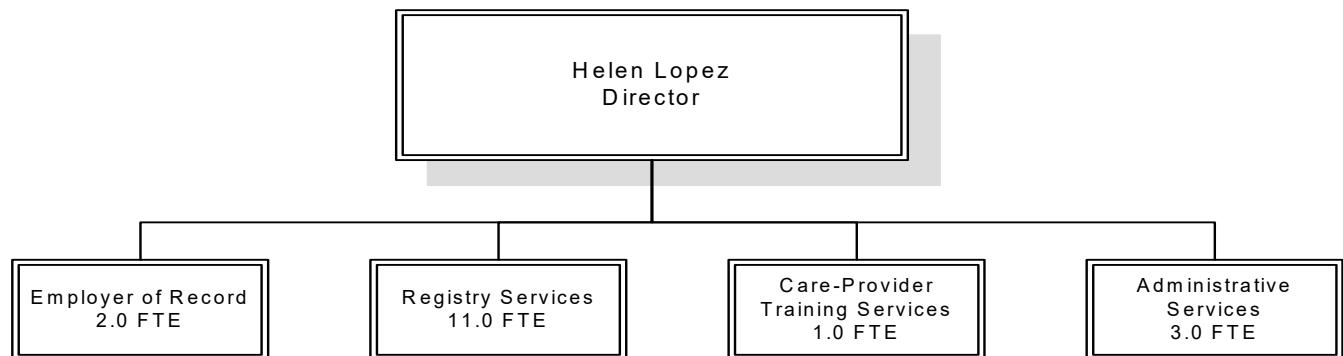 Helen Lopez
Director
Employer of Record
2.0 FTE
Registry Services
11.0 FTE
Care-Provider
Training Services
1.0 FTE
Administrative
Services
3.0 FTE